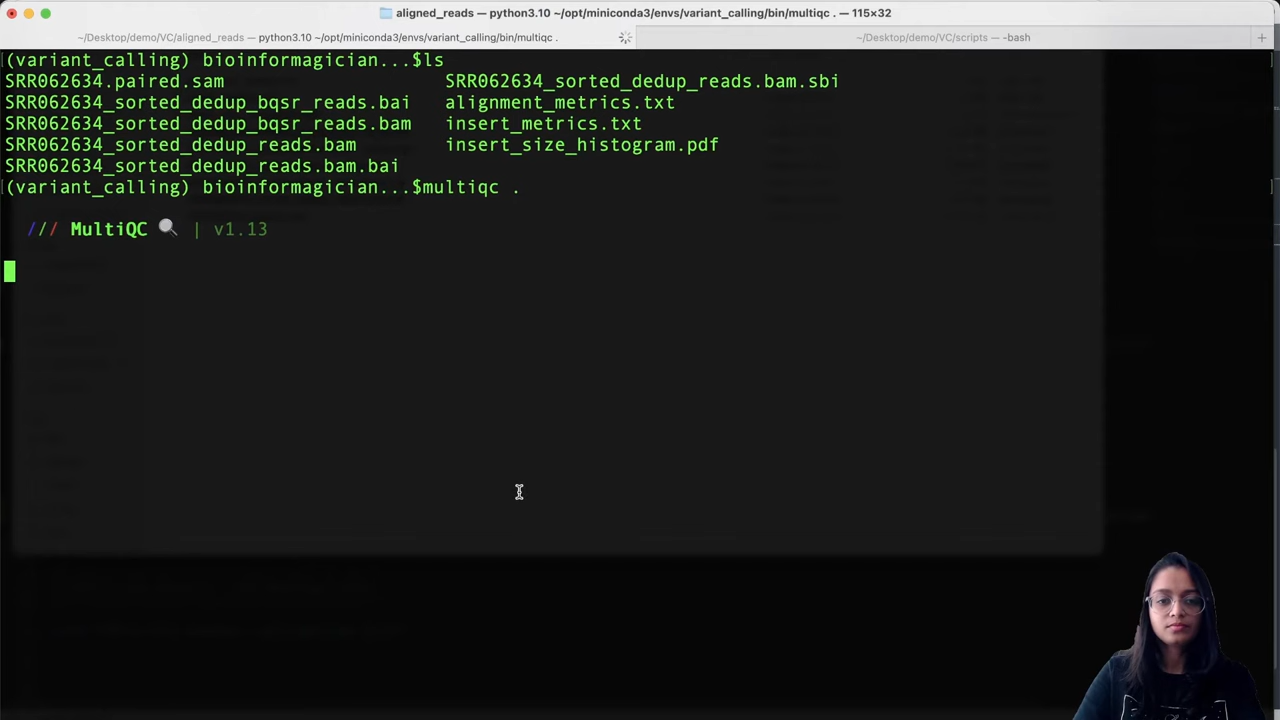 aligned_reads — python3.10 ~/opt/miniconda3/envs/variant_calling/bin/multiqc . — 115×32
~/Desktop/demo/VC/aligned_reads — python3.10 ~/opt/miniconda3/envs/variant_calling/bin/multiqc .
~/Desktop/demo/VC/scripts — -bash
(variant_calling) bioinformagician...$ls
SRR062634.paired.sam SRR062634_sorted_dedup_reads.bam.sbi
SRR062634_sorted_dedup_bqsr_reads.bai alignment_metrics.txt
SRR062634_sorted_dedup_bqsr_reads.bam insert_metrics.txt
SRR062634_sorted_dedup_reads.bam insert_size_histogram.pdf
SRR062634_sorted_dedup_reads.bam.bai
(variant_calling) bioinformagician...$multiqc .
/// MultiQC 🔍 | v1.13